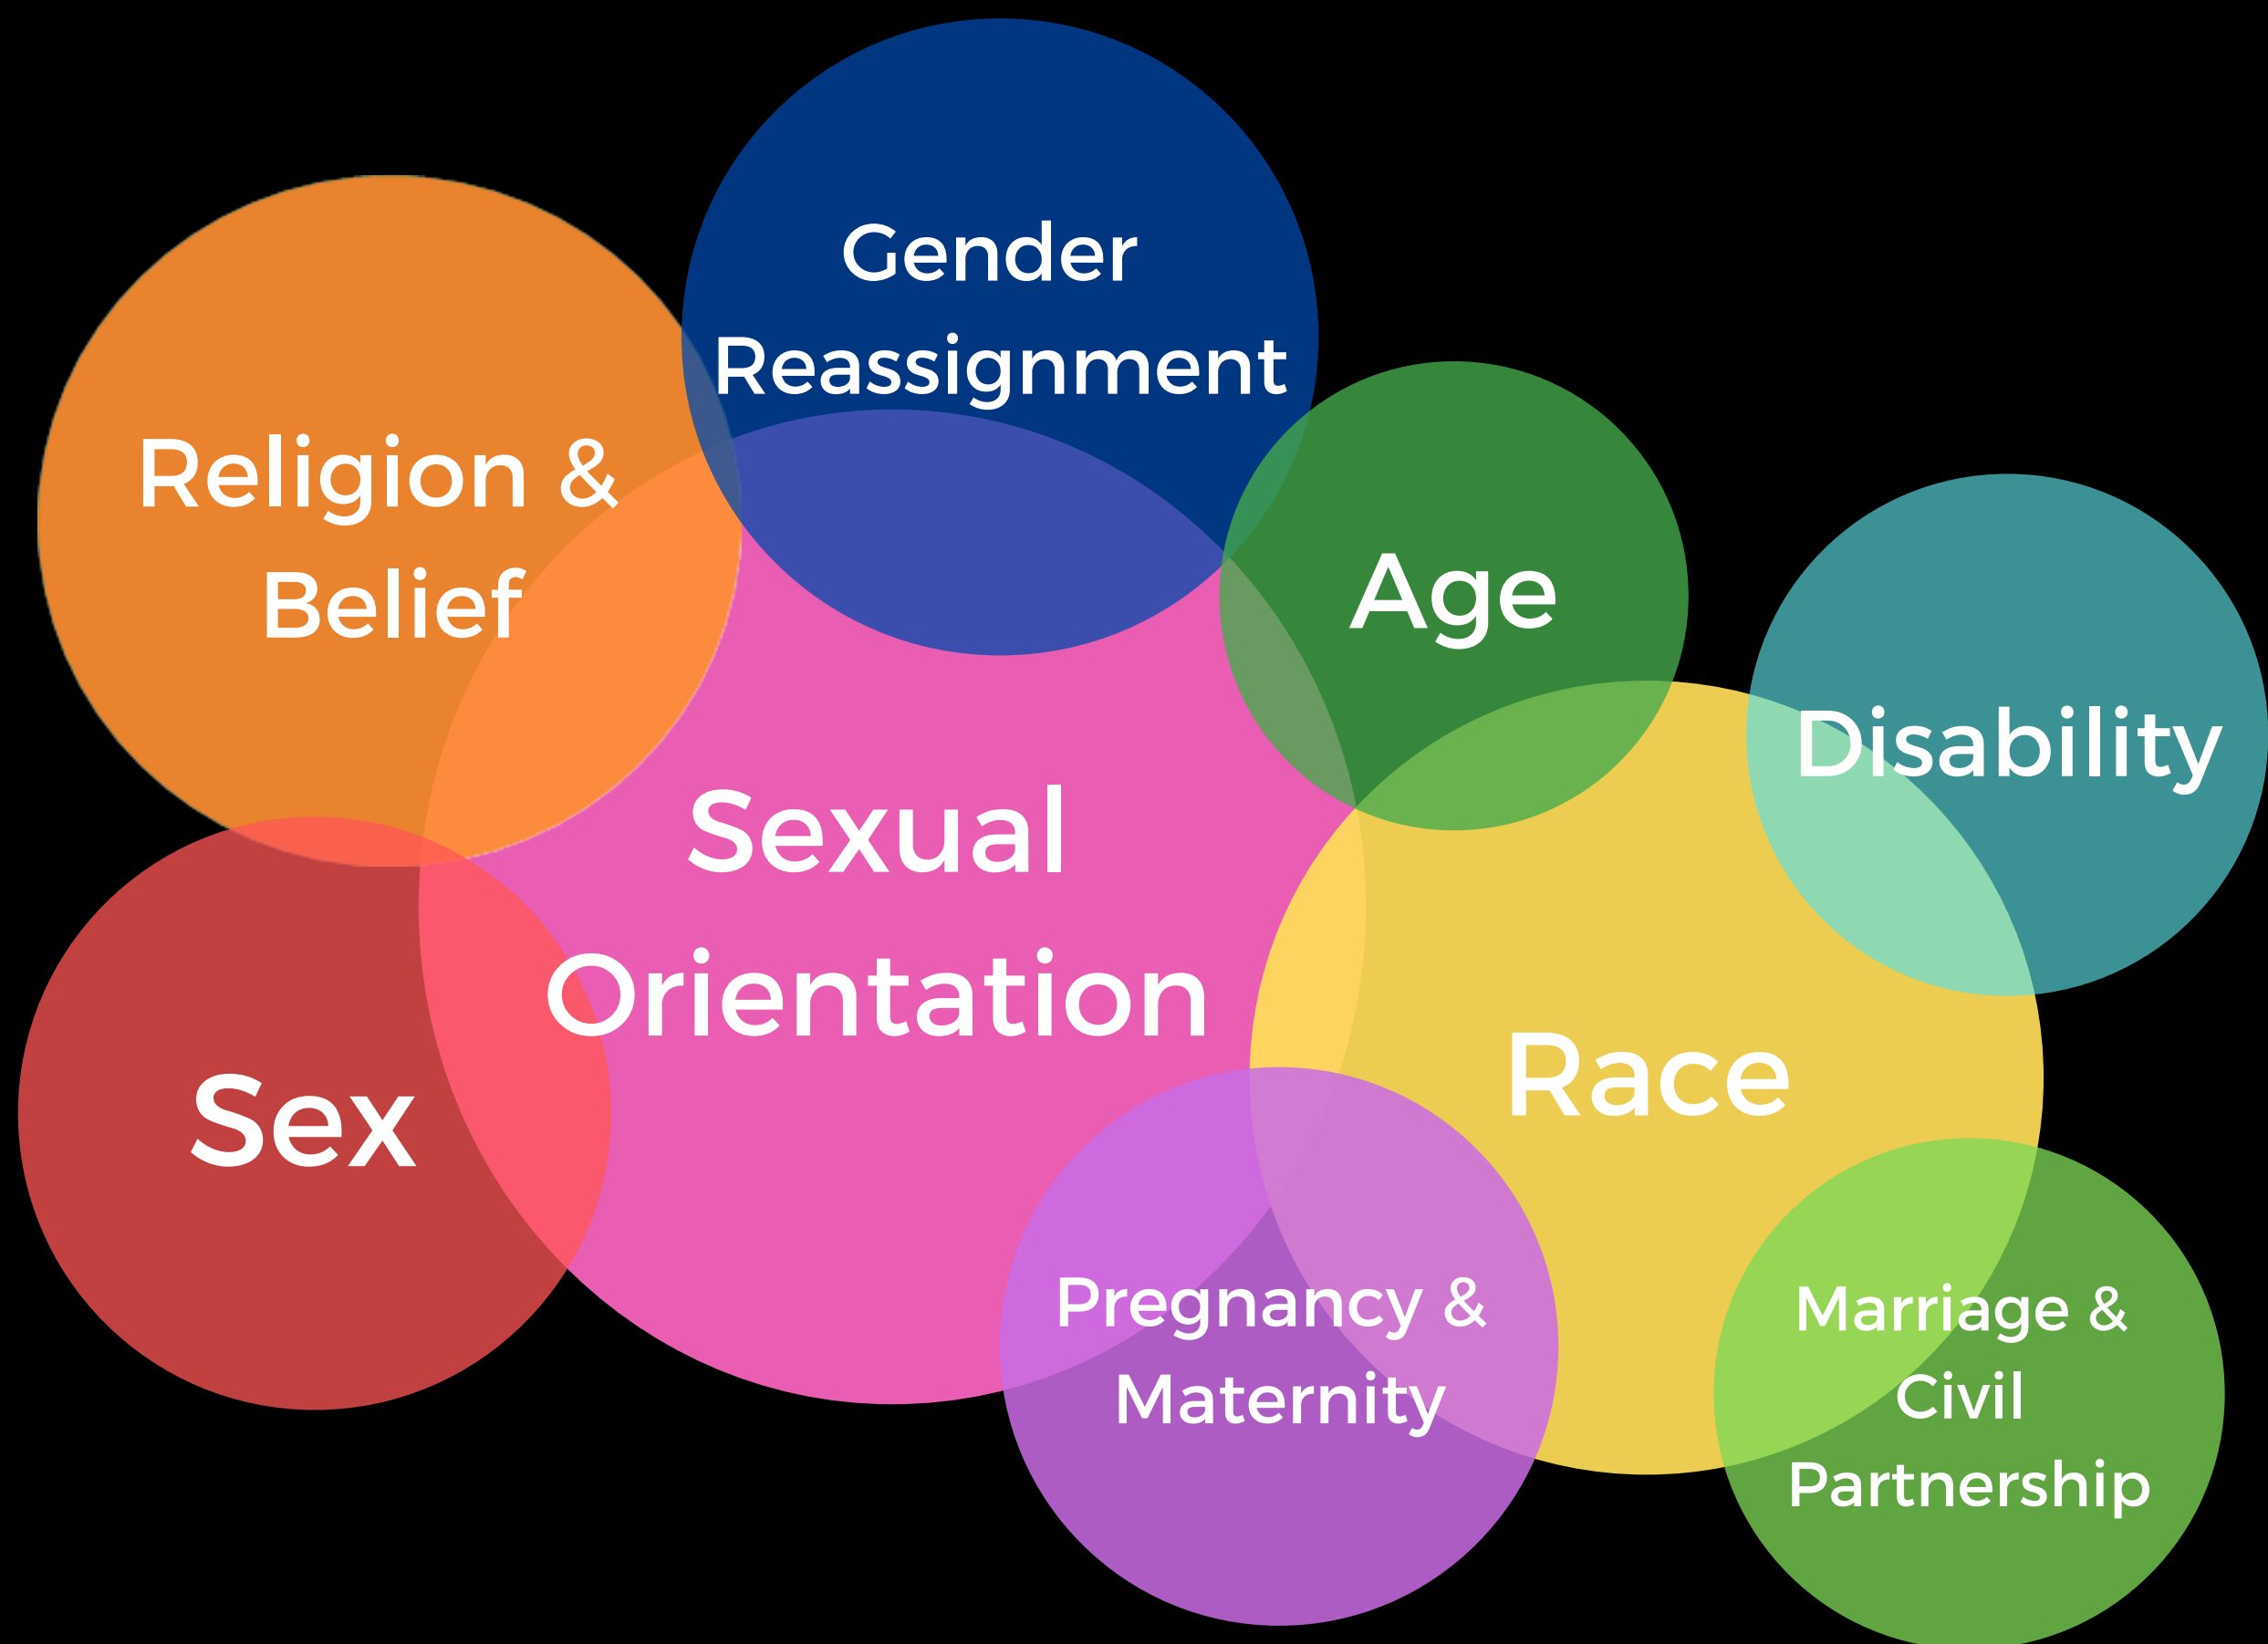 Gender
Reassignment
Religion &
Belief
Age
Disability
Sexual
Orientation
Sex
Race
Pregnancy &
Maternity
Marriage &
Civil
Partnership